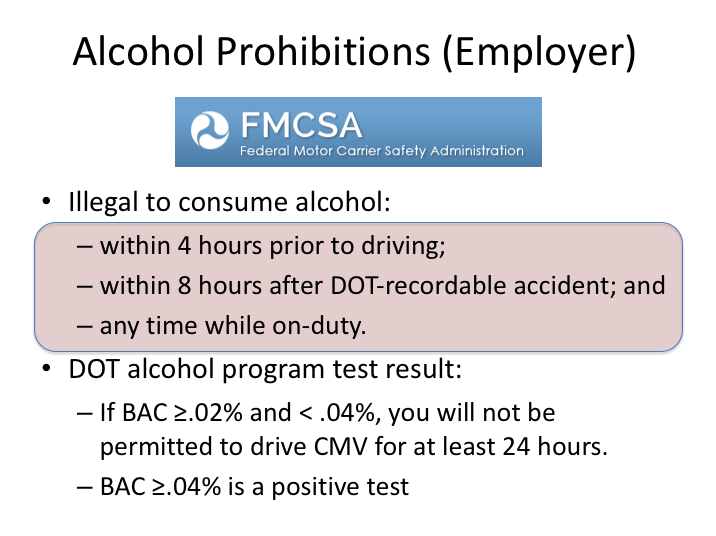 Alcohol Prohibitions (Employer)
FMCSA
Federal Motor Carrier Safety Administration
• Illegal to consume alcohol:
– within 4 hours prior to driving;
– within 8 hours after DOT-recordable accident; and
– any time while on-duty.
• DOT alcohol program test result:
– If BAC ≥.02% and < .04%, you will not be
permitted to drive CMV for at least 24 hours.
– BAC ≥.04% is a positive test